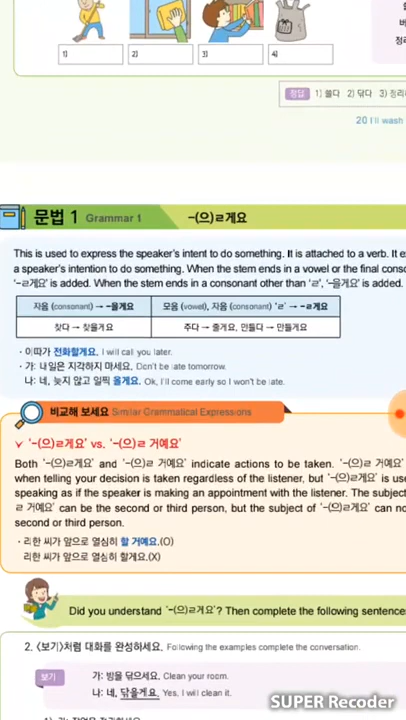 1)
2)
3)
4)
정답 1) 쓸다 2) 닦다 3) 정리
20 I'll wash
문법 1 Grammar 1 -(으)ㄹ게요
This is used to express the speaker's intent to do something. It is attached to a verb. It
a speaker's intention to do something. When the stem ends in a vowel or the final
'-ㄹ게요' is added. When the stem ends in a consonant other than 'ㄹ', '-을게요' is added.
자음 (consonant) → -을게요
모음 (vowel), 자음 (consonant) 'ㄹ' → -ㄹ게요
찾다 → 찾을게요
주다 → 줄게요, 만들다 → 만들게요
· 이따가 전화할게요. I will call you later.
· 가: 내일은 지각하지 마세요. Don't be late tomorrow.
나: 네, 늦지 않고 일찍 올게요. Ok, I'll come early so I won't be late.
비교해 보세요 Similar Grammatical Expressions
∨ '-(으)ㄹ게요' vs. '-(으)ㄹ 거예요'
Both '-(으)ㄹ게요' and '-(으)ㄹ 거예요' indicate actions to be taken. '-(으)ㄹ 거예요'
when telling your decision is taken regardless of the listener, but '-(으)ㄹ게요' is
speaking as if the speaker is making an appointment with the listener. The subject
ㄹ 거예요' can be the second or third person, but the subject of '-(으)ㄹ게요' can
second or third person.
· 리한 씨가 앞으로 열심히 할 거예요.(O)
리한 씨가 앞으로 열심히 할게요.(X)
Did you understand '-(으)ㄹ게요'? Then complete the following
2. <보기>처럼 대화를 완성하세요. Following the examples complete the conversation.
보기 가: 방을 닦으세요. Clean your room.
나: 네, 닦을게요. Yes, I will clean it.
SUPER Recorder